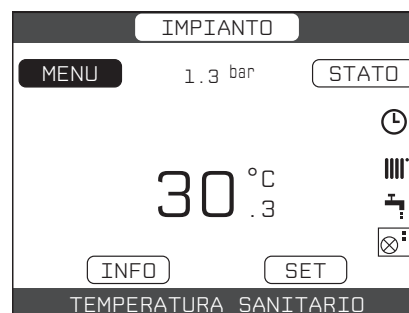 IMPIANTO
MENU 1.3 bar STATO
30.3 °C
INFO SET
TEMPERATURA SANITARIO